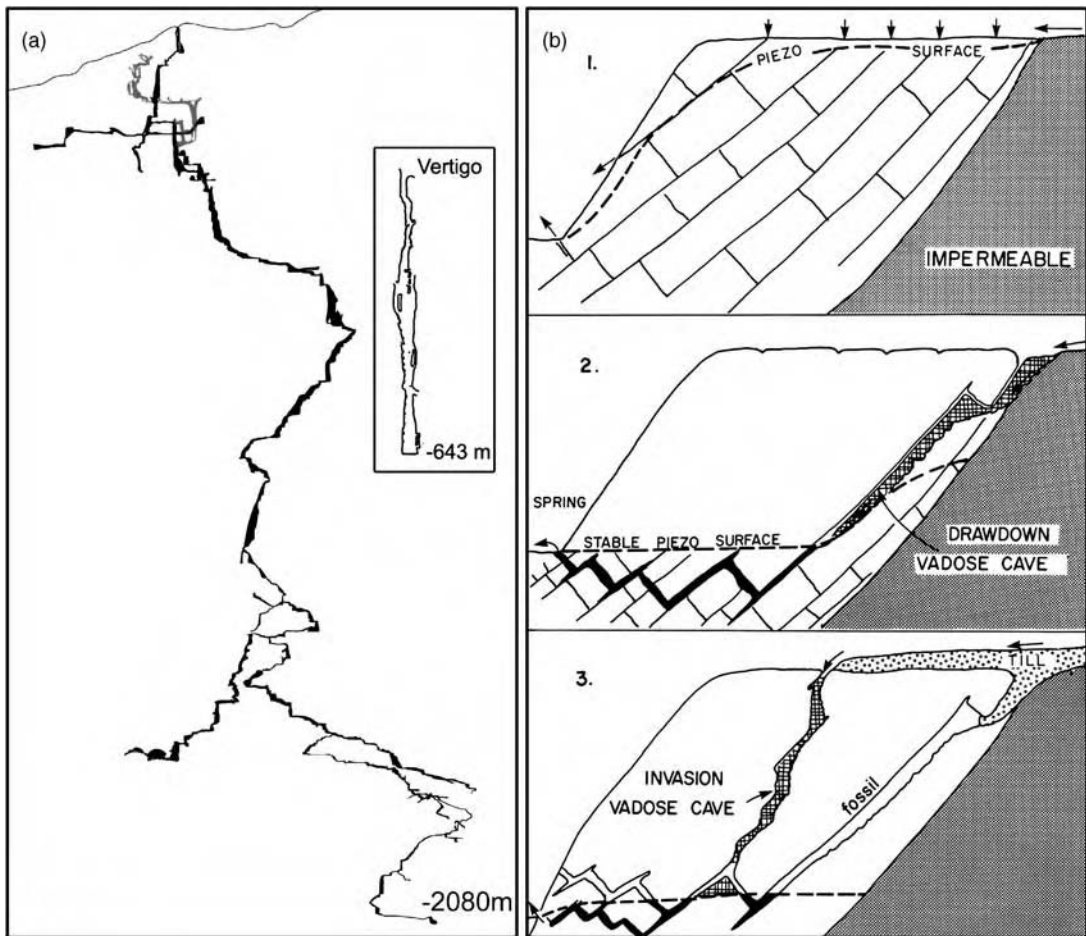 (a)
Vertigo
-643 m
-2080m
(b)
1.
PIEZO SURFACE
IMPERMEABLE
2.
SPRING
STABLE PIEZO SURFACE
DRAWDOWN
VADOSE CAVE
3.
TILL
INVASION
VADOSE CAVE
fossil